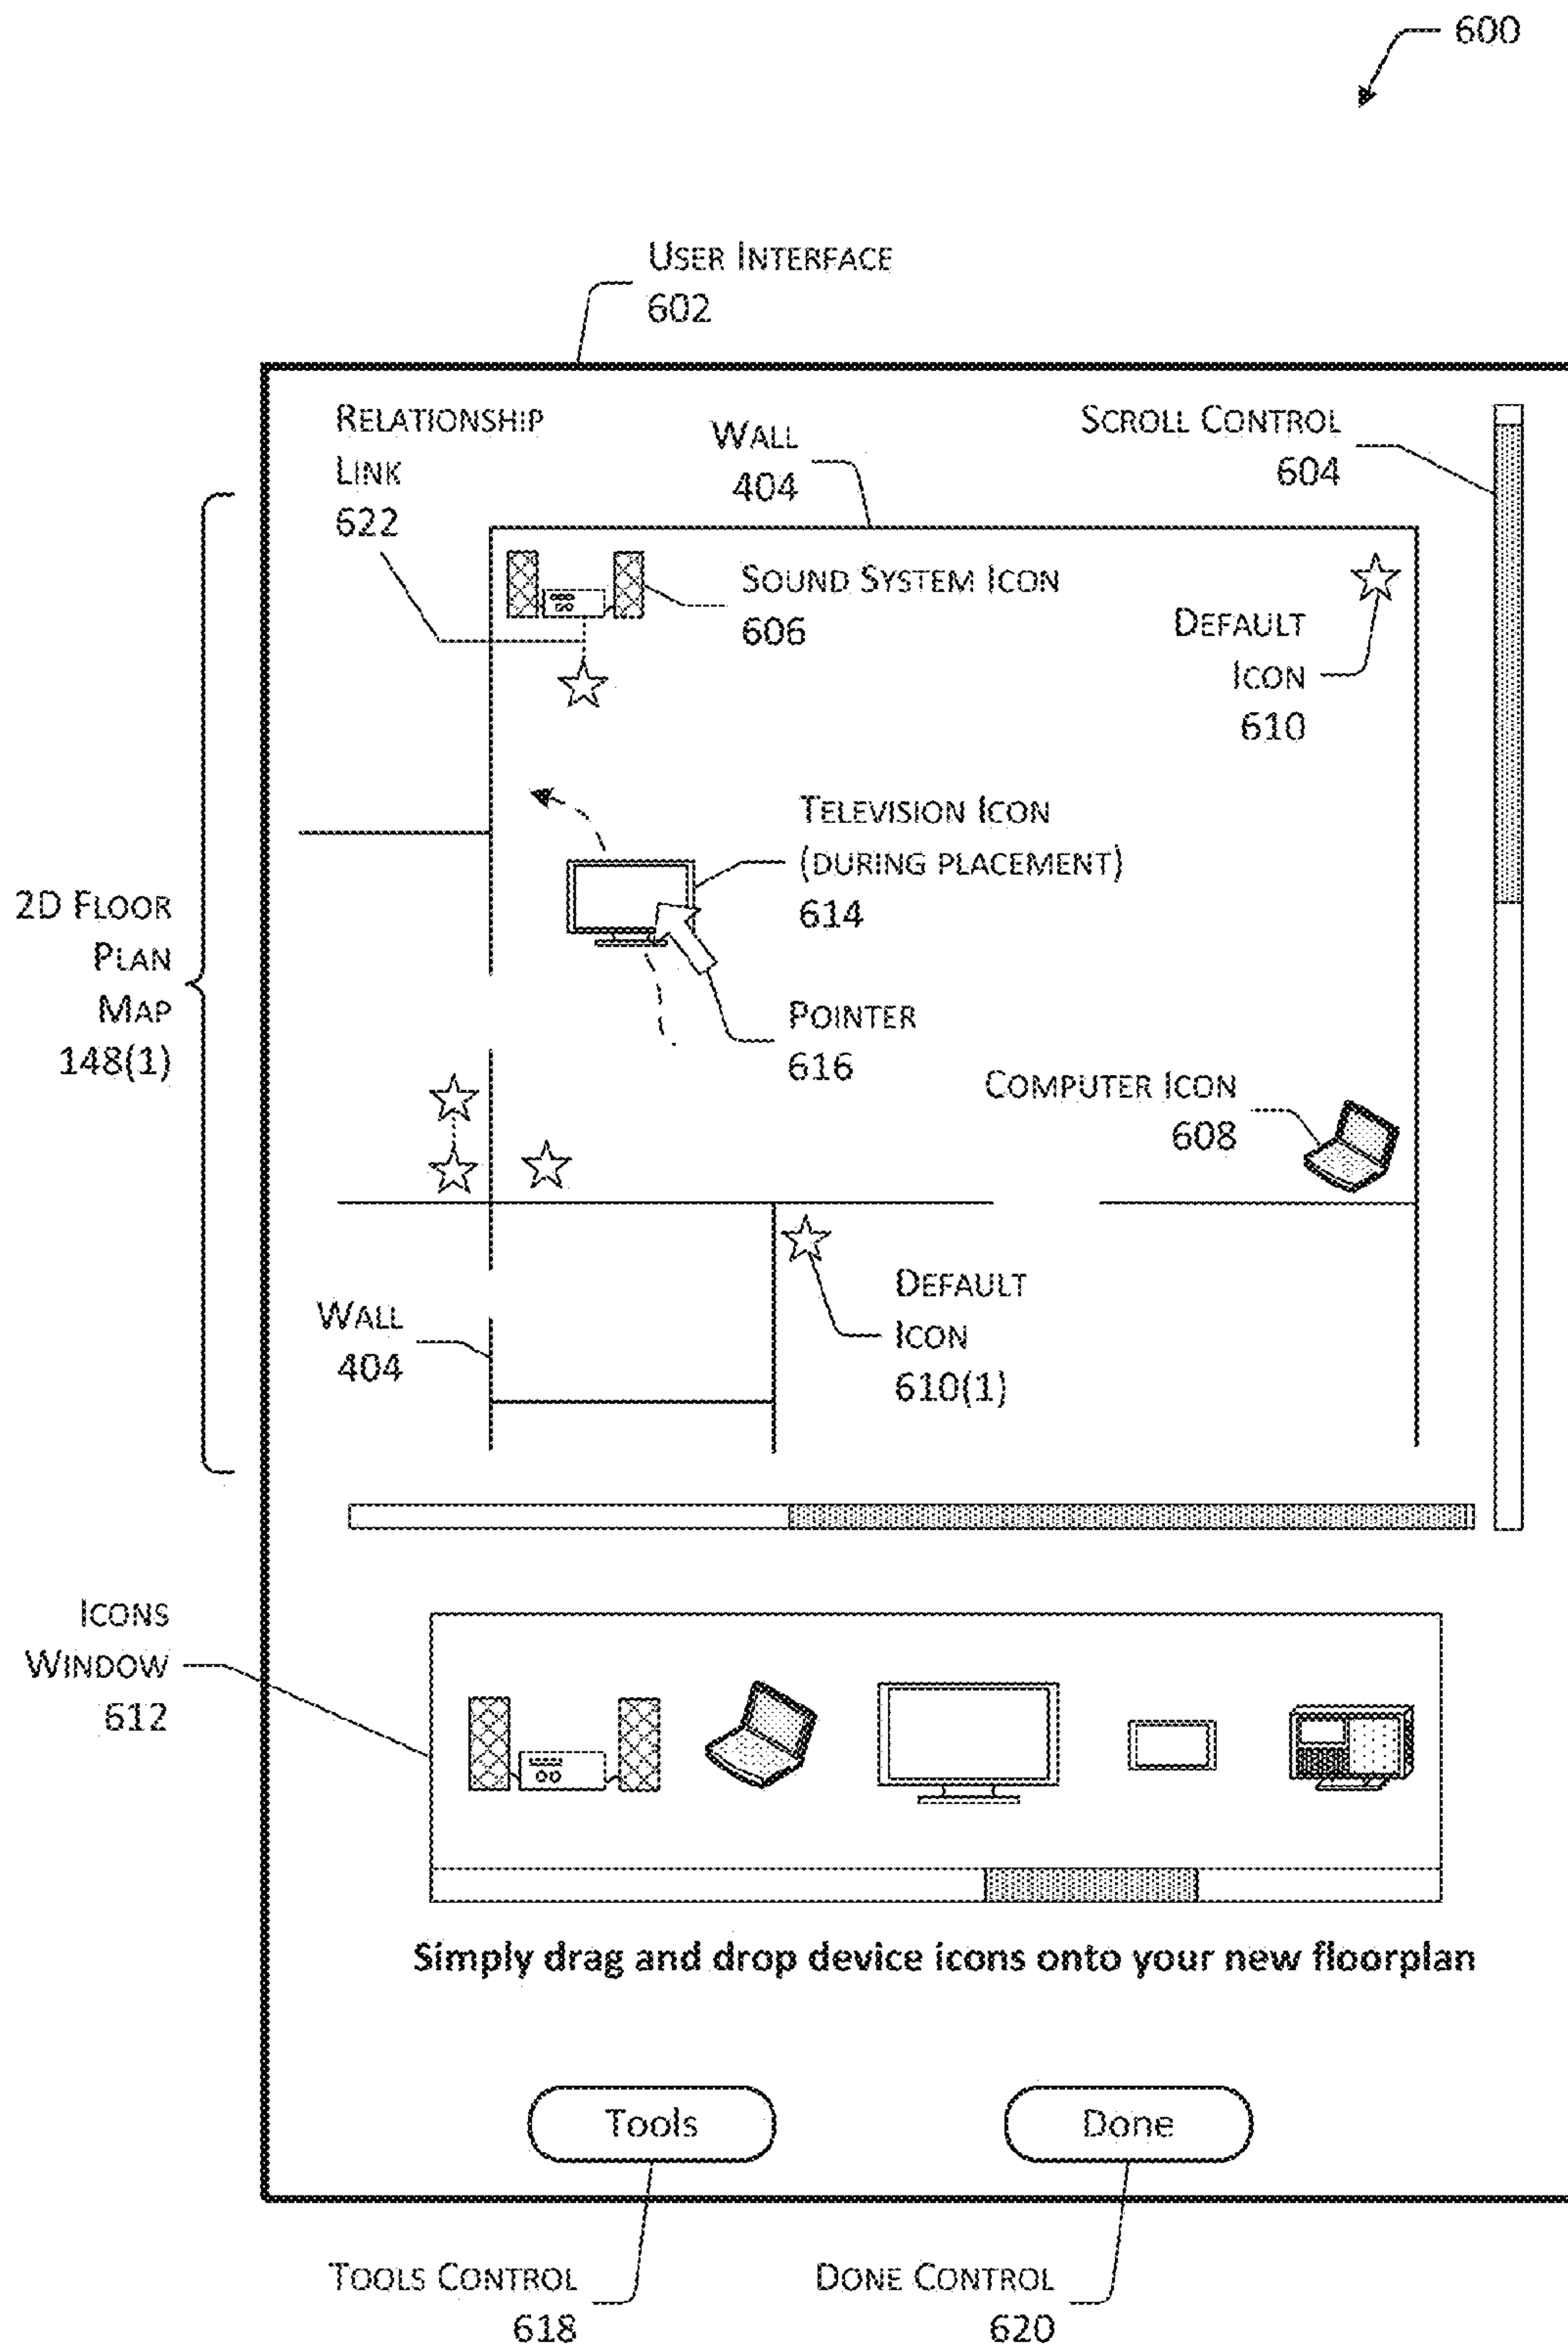 600
USER INTERFACE
602
RELATIONSHIP
LINK
622
WALL
404
SCROLL CONTROL
604
SOUND SYSTEM ICON
606
DEFAULT
ICON
610
TELEVISION ICON
(DURING PLACEMENT)
614
2D FLOOR
PLAN
MAP
148(1)
POINTER
616
COMPUTER ICON
608
WALL
404
DEFAULT
ICON
610(1)
ICONS
WINDOW
612
Simply drag and drop device icons onto your new floorplan
Tools
Done
TOOLS CONTROL
618
DONE CONTROL
620